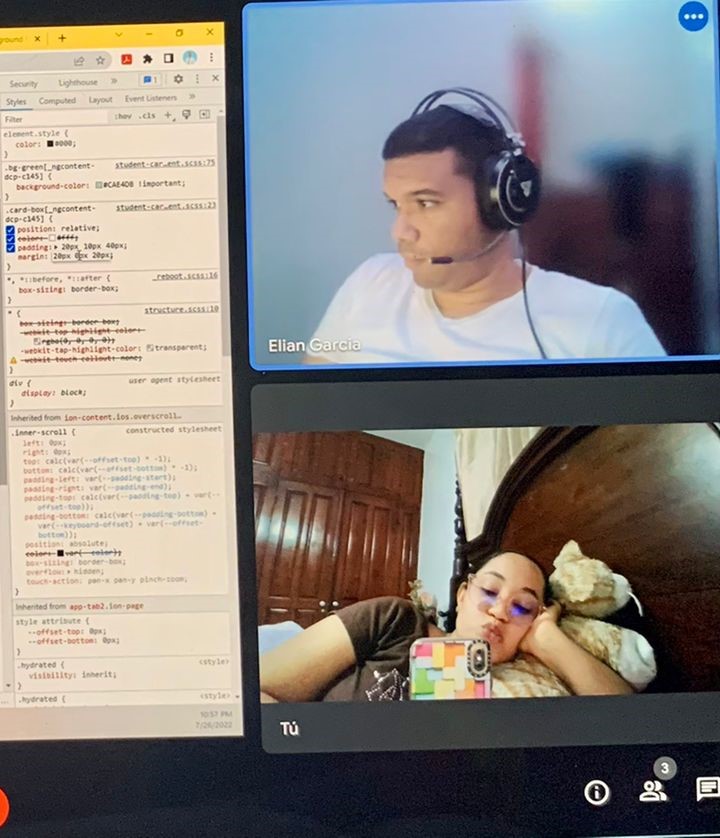 ground
Security
Lighthouse
1
Styles
Computed
Layout
Event Listeners
Filter
:hov .cls
element.style {
color: #000;
}
.bg-green[_ngcontent-dcp-c145] { student-car…ent.scss:75
background-color: #CAE4DB !important;
}
.card-box[_ngcontent-dcp-c145] { student-car…ent.scss:23
position: relative;
color: #fff;
padding: 20px 10px 40px;
margin: 20px 0px 20px;
}
*, *::before, *::after { _reboot.scss:16
box-sizing: border-box;
}
* { structure.scss:10
box-sizing: border-box;
-webkit-tap-highlight-color:
rgba(0, 0, 0, 0);
-webkit-tap-highlight-color: transparent;
-webkit-touch-callout: none;
}
div { user agent stylesheet
display: block;
}
Inherited from ion-content.ios.overscroll…
.inner-scroll { constructed stylesheet
left: 0px;
right: 0px;
top: calc(var(--offset-top) * -1);
bottom: calc(var(--offset-bottom) * -1);
padding-left: var(--padding-start);
padding-right: var(--padding-end);
padding-top: calc(var(--padding-top) + var(--
offset-top));
padding-bottom: calc(var(--padding-bottom) +
var(--keyboard-offset) + var(--offset-
bottom));
position: absolute;
color: var(--color);
box-sizing: border-box;
overflow: hidden;
touch-action: pan-x pan-y pinch-zoom;
}
Inherited from app-tab2.ion-page
style attribute {
--offset-top: 0px;
--offset-bottom: 0px;
}
.hydrated { <style>
visibility: inherit;
}
.hydrated { <style>
10:57 PM
7/26/2022
Elian Garcia
Tú
3